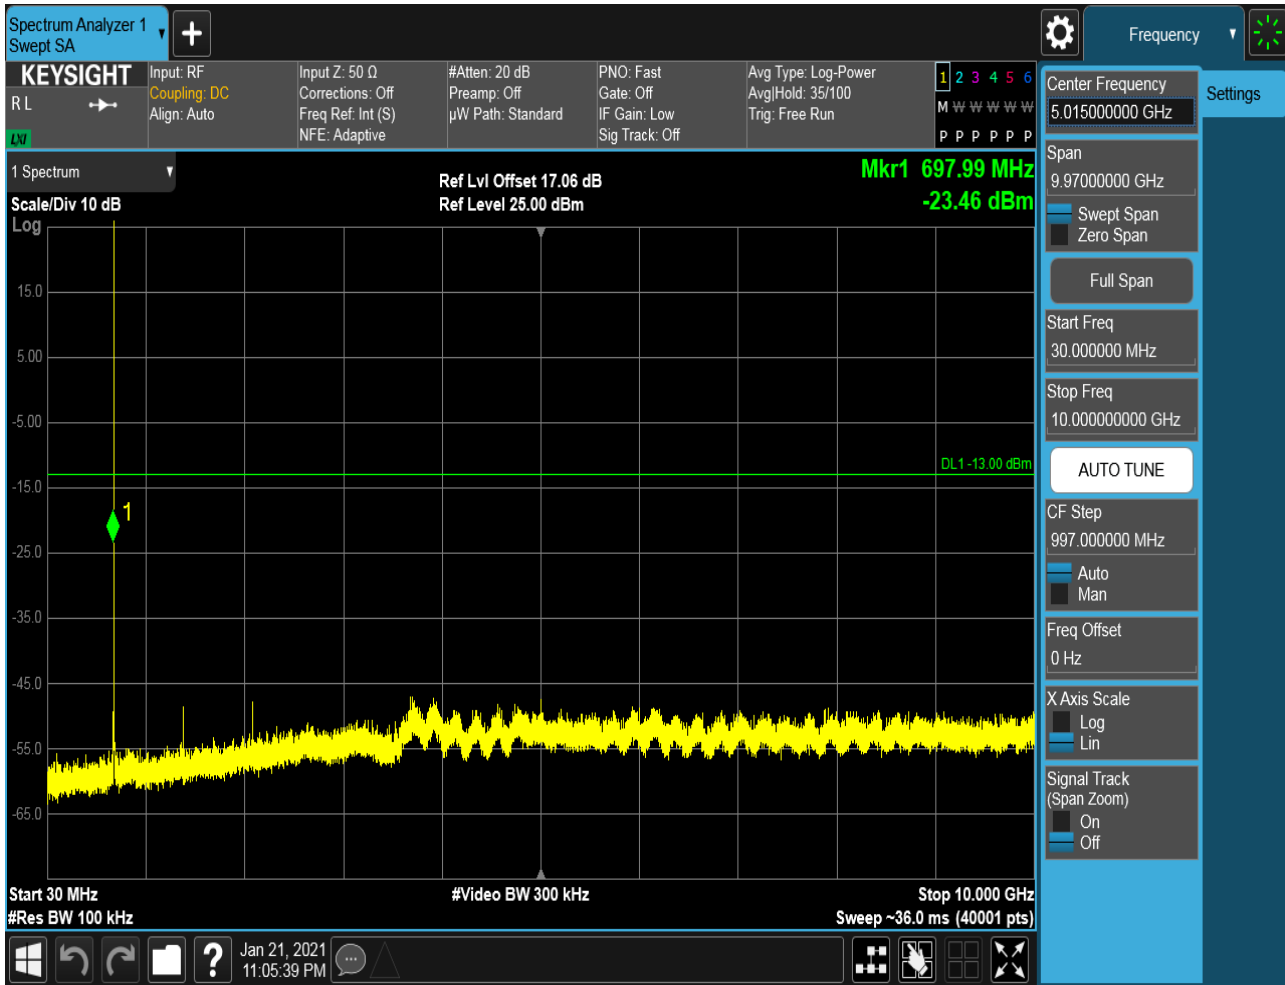 Spectrum Analyzer 1
Swept SA
Frequency
KEYSIGHT
R L
LXI
Input: RF
Coupling: DC
Align: Auto
Input Z: 50 Ω
Corrections: Off
Freq Ref: Int (S)
NFE: Adaptive
#Atten: 20 dB
Preamp: Off
µW Path: Standard
PNO: Fast
Gate: Off
IF Gain: Low
Sig Track: Off
Avg Type: Log-Power
Avg|Hold: 35/100
Trig: Free Run
1 2 3 4 5 6
M W W W W W
P P P P P P
1 Spectrum
Scale/Div 10 dB
Log
Ref Lvl Offset 17.06 dB
Ref Level 25.00 dBm
Mkr1 697.99 MHz
-23.46 dBm
15.0
5.00
-5.00
-15.0
-25.0
-35.0
-45.0
-55.0
-65.0
DL1 -13.00 dBm
1
Start 30 MHz
#Res BW 100 kHz
#Video BW 300 kHz
Stop 10.000 GHz
Sweep ~36.0 ms (40001 pts)
Center Frequency
5.015000000 GHz
Span
9.97000000 GHz
Swept Span
Zero Span
Full Span
Start Freq
30.000000 MHz
Stop Freq
10.000000000 GHz
AUTO TUNE
CF Step
997.000000 MHz
Auto
Man
Freq Offset
0 Hz
X Axis Scale
Log
Lin
Signal Track
(Span Zoom)
On
Off
Settings
?
Jan 21, 2021
11:05:39 PM